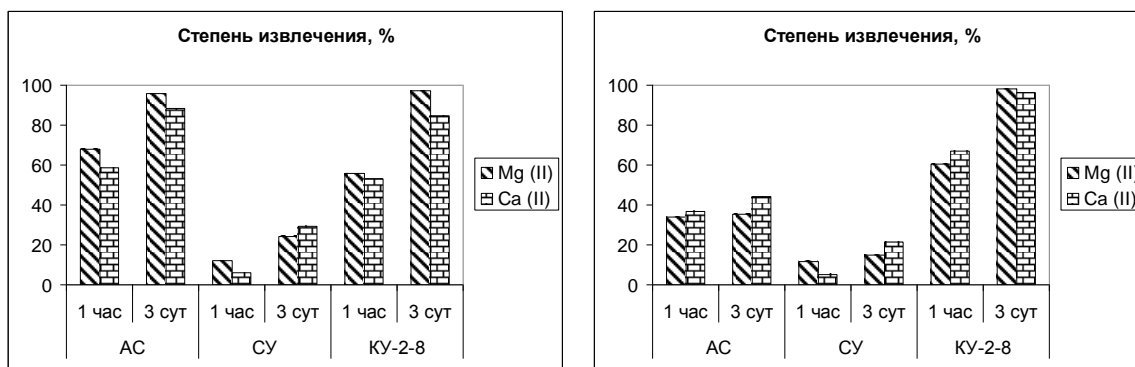 Степень извлечения, %
100
80
60
40
20
0
1 час 3 сут 1 час 3 сут 1 час 3 сут
АС СУ КУ-2-8
Mg (II)
Ca (II)
Степень извлечения, %
100
80
60
40
20
0
1 час 3 сут 1 час 3 сут 1 час 3 сут
АС СУ КУ-2-8
Mg (II)
Ca (II)